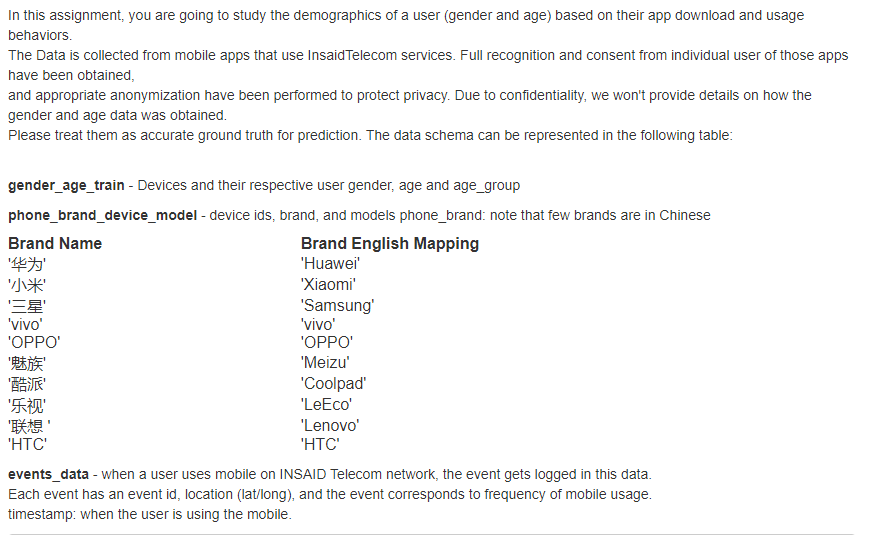 In this assignment, you are going to study the demographics of a user (gender and age) based on their app download and usage
behaviors.
The Data is collected from mobile apps that use InsaidTelecom services. Full recognition and consent from individual user of those apps
have been obtained,
and appropriate anonymization have been performed to protect privacy. Due to confidentiality, we won't provide details on how the
gender and age data was obtained.
Please treat them as accurate ground truth for prediction. The data schema can be represented in the following table:
gender_age_train - Devices and their respective user gender, age and age_group
phone_brand_device_model - device ids, brand, and models phone_brand: note that few brands are in Chinese
Brand Name Brand English Mapping
'华为' 'Huawei'
'小米' 'Xiaomi'
'三星' 'Samsung'
'vivo' 'vivo'
'OPPO' 'OPPO'
'魅族' 'Meizu'
'酷派' 'Coolpad'
'乐视' 'LeEco'
'联想 ' 'Lenovo'
'HTC' 'HTC'
events_data - when a user uses mobile on INSAID Telecom network, the event gets logged in this data.
Each event has an event id, location (lat/long), and the event corresponds to frequency of mobile usage.
timestamp: when the user is using the mobile.